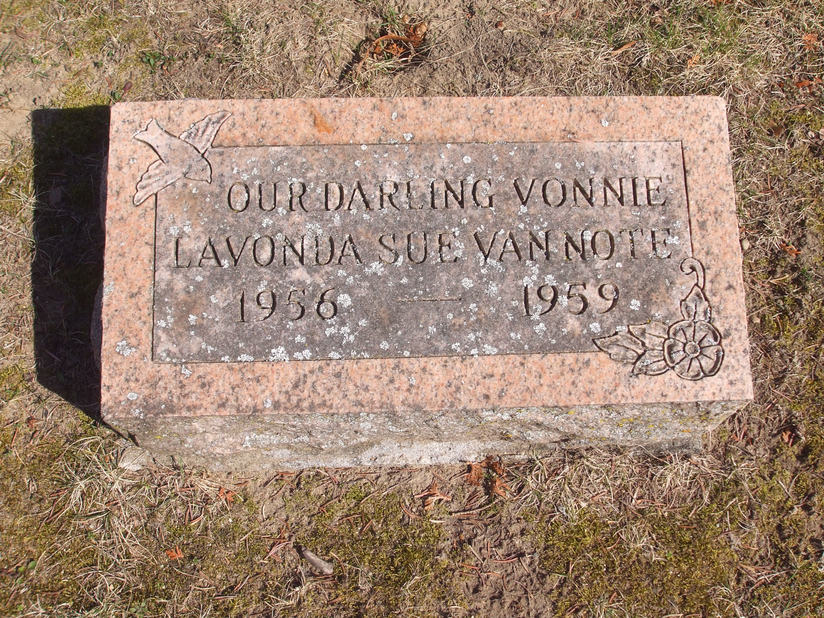 OUR DARLING VONNIE
LAVONDA SUE VAN NOTE
1956 — 1959